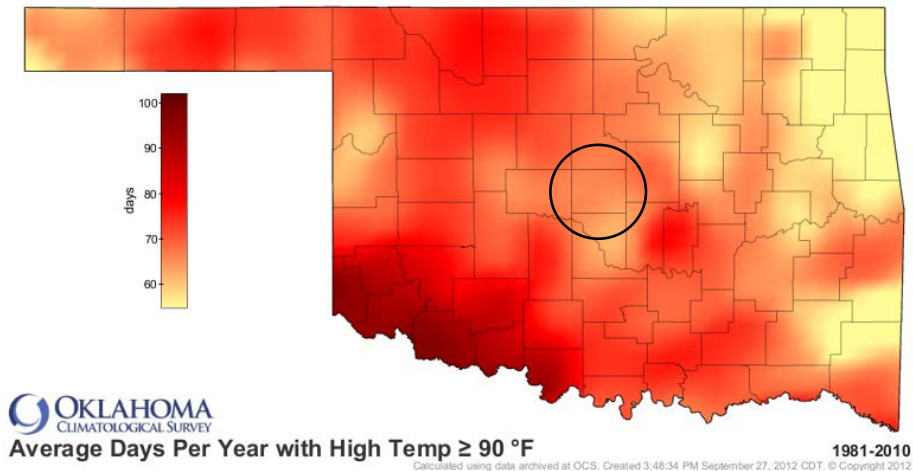 100
90
80
70
60
days
OKLAHOMA
CLIMATOLOGICAL SURVEY
Average Days Per Year with High Temp ≥ 90 °F
1981-2010
Calculated using data archived at OCS. Created 3:48:34 PM September 27, 2012 CDT. © Copyright 2012